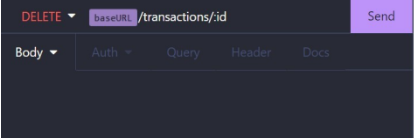 DELETE baseURL/transactions/:id Send
Body Auth Query Header Docs